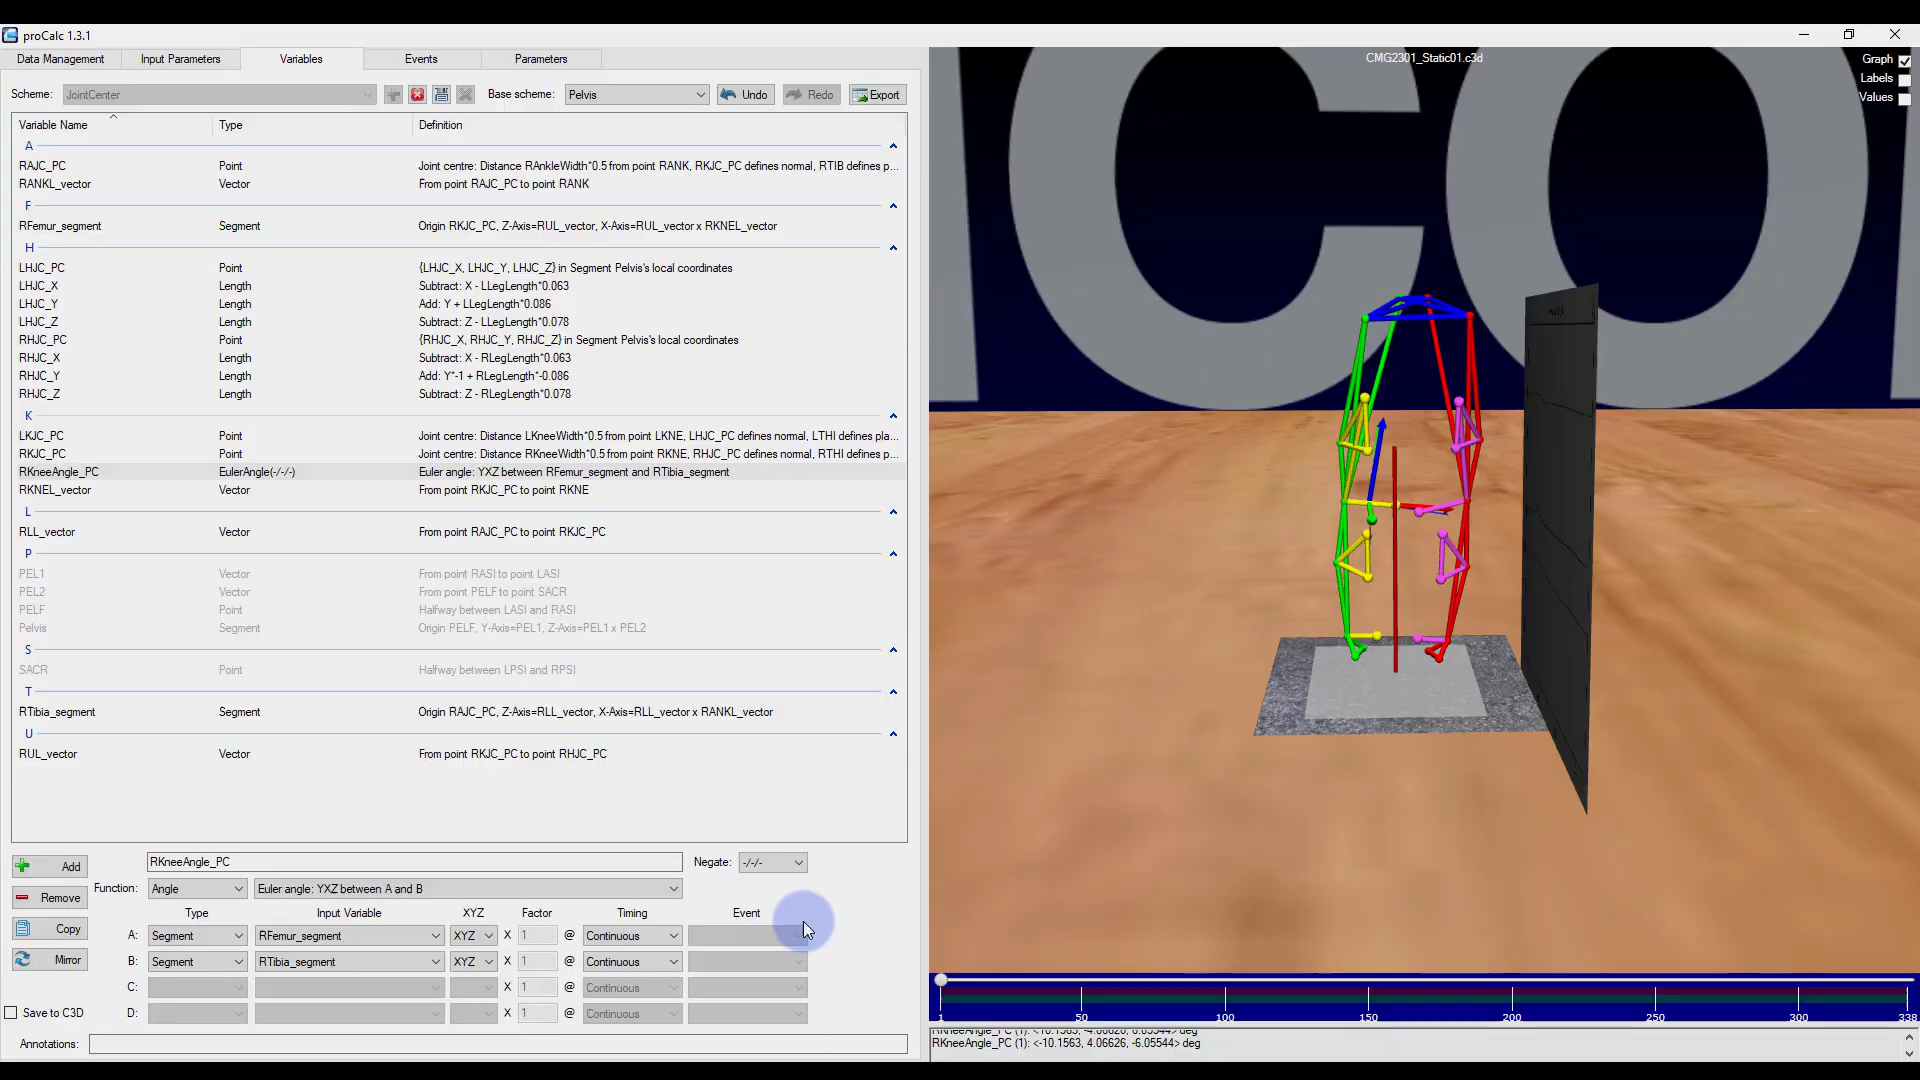 proCalc 1.3.1
Data Management
Input Parameters
Variables
Events
Parameters
Scheme: JointCenter
Base scheme: Pelvis
Undo
Redo
Export
Variable Name Type Definition
A
RAJC_PC Point Joint centre: Distance RAnkleWidth*0.5 from point RANK, RKJC_PC defines normal, RTIB defines p...
RANKL_vector Vector From point RAJC_PC to point RANK
F
RFemur_segment Segment Origin RKJC_PC, Z-Axis=RUL_vector, X-Axis=RUL_vector x RKNEL_vector
H
LHJC_PC Point {LHJC_X, LHJC_Y, LHJC_Z} in Segment Pelvis's local coordinates
LHJC_X Length Subtract: X - LLegLength*0.063
LHJC_Y Length Add: Y + LLegLength*0.086
LHJC_Z Length Subtract: Z - LLegLength*0.078
RHJC_PC Point {RHJC_X, RHJC_Y, RHJC_Z} in Segment Pelvis's local coordinates
RHJC_X Length Subtract: X - RLegLength*0.063
RHJC_Y Length Add: Y*-1 + RLegLength*-0.086
RHJC_Z Length Subtract: Z - RLegLength*0.078
K
LKJC_PC Point Joint centre: Distance LKneeWidth*0.5 from point LKNE, LHJC_PC defines normal, LTHI defines pla...
RKJC_PC Point Joint centre: Distance RKneeWidth*0.5 from point RKNE, RHJC_PC defines normal, RTHI defines p...
RKneeAngle_PC EulerAngle(-/-/-) Euler angle: YXZ between RFemur_segment and RTibia_segment
RKNEL_vector Vector From point RKJC_PC to point RKNE
L
RLL_vector Vector From point RAJC_PC to point RKJC_PC
P
PEL1 Vector From point RASI to point LASI
PEL2 Vector From point PELF to point SACR
PELF Point Halfway between LASI and RASI
Pelvis Segment Origin PELF, Y-Axis=PEL1, Z-Axis=PEL1 x PEL2
S
SACR Point Halfway between LPSI and RPSI
T
RTibia_segment Segment Origin RAJC_PC, Z-Axis=RLL_vector, X-Axis=RLL_vector x RANKL_vector
U
RUL_vector Vector From point RKJC_PC to point RHJC_PC
Add
RKneeAngle_PC
Negate: -/-/-
Remove
Function: Angle
Euler angle: YXZ between A and B
Type Input Variable XYZ Factor Timing Event
Copy
A: Segment RFemur_segment XYZ X 1 @ Continuous
Mirror
B: Segment RTibia_segment XYZ X 1 @ Continuous
C: X 1 @ Continuous
Save to C3D
D: X 1 @ Continuous
Annotations:
CMG2301_Static01.c3d
Graph
Labels
Values
ICON
1 50 100 150 200 250 300 338
RKneeAngle_PC (1): <-10.1563, 4.06626, -6.05544> deg